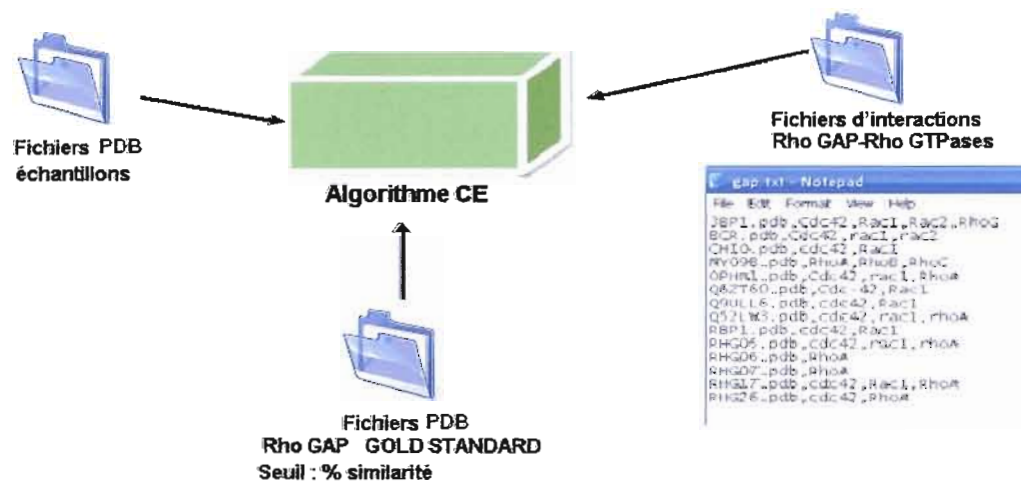 Fichiers PDB
échantillons
Algorithme CE
Fichiers d'interactions
Rho GAP-Rho GTPases
gap.txt - Notepad
File Edit Format View Help
3BP1.pdb,Cdc42,Rac1,Rac2,RhoG
BCR.pdb,Cdc42,rac1,rac2
CHIO.pdb,cdc42,Rac1
MYO9B.pdb,RhoA,RhoB,RhoC
OPHN1.pdb,Cdc42,rac1,RhoA
Q8ZT60.pdb,Cdc-42,Rac1
Q9ULL6.pdb,cdc42,Rac1
Q52LW3.pdb,cdc42,rac1,rhoA
RBP1.pdb,cdc42,Rac1
RHG05.pdb,cdc42,rac1,rhoA
RHG06.pdb,RhoA
RHG07.pdb,RhoA
RHG17.pdb,cdc42,Rac1,RhoA
RHG26.pdb,cdc42,RhoA
Fichiers PDB
Rho GAP GOLD STANDARD
Seuil : % similarité